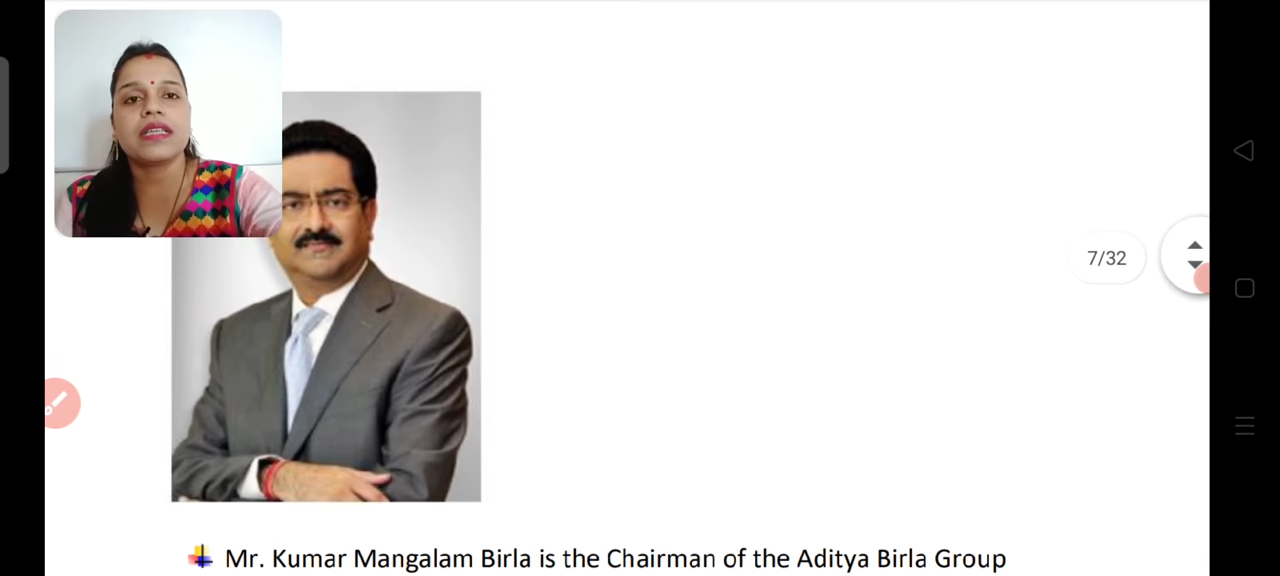 7/32
Mr. Kumar Mangalam Birla is the Chairman of the Aditya Birla Group